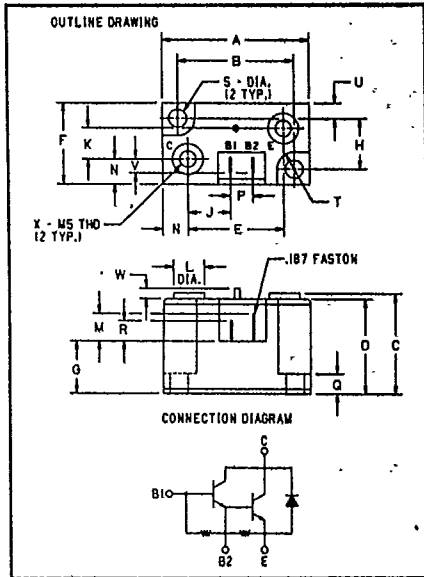 OUTLINE DRAWING
A
B
S - DIA.
(2 TYP.)
U
F
K
C
E
H
N
V
B1 B2
P
J
T
X - M5 THD
(2 TYP.)
N
E
W
L
DIA.
.187 FASTON
M
R
G
Q
D
C
CONNECTION DIAGRAM
C
B1
B2
E